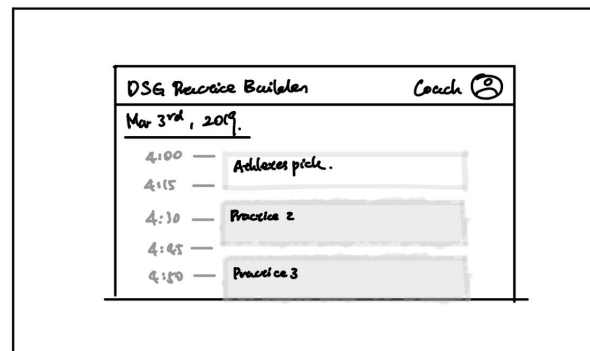 DSG Practice Builder Coach
Mar 3rd, 2019.
4:00
Athletes pick.
4:15
4:30 Practice 2
4:45
4:50 Practice 3